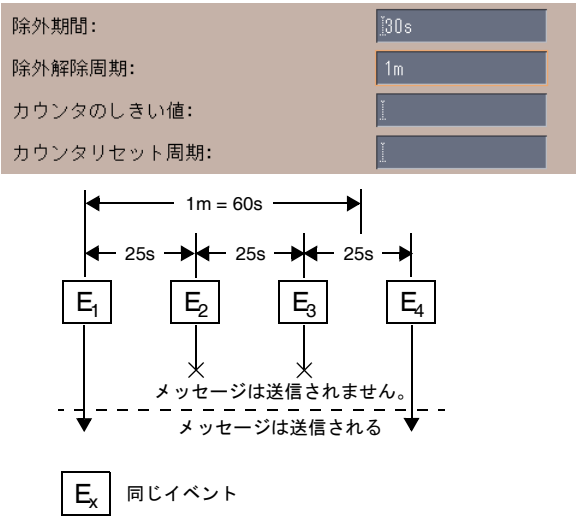 除外期間: 30s
除外解除周期: 1m
カウンタのしきい値:
カウンタリセット周期:
1m = 60s
25s 25s 25s
E1 E2 E3 E4
メッセージは送信されません。
メッセージは送信される
Ex 同じイベント